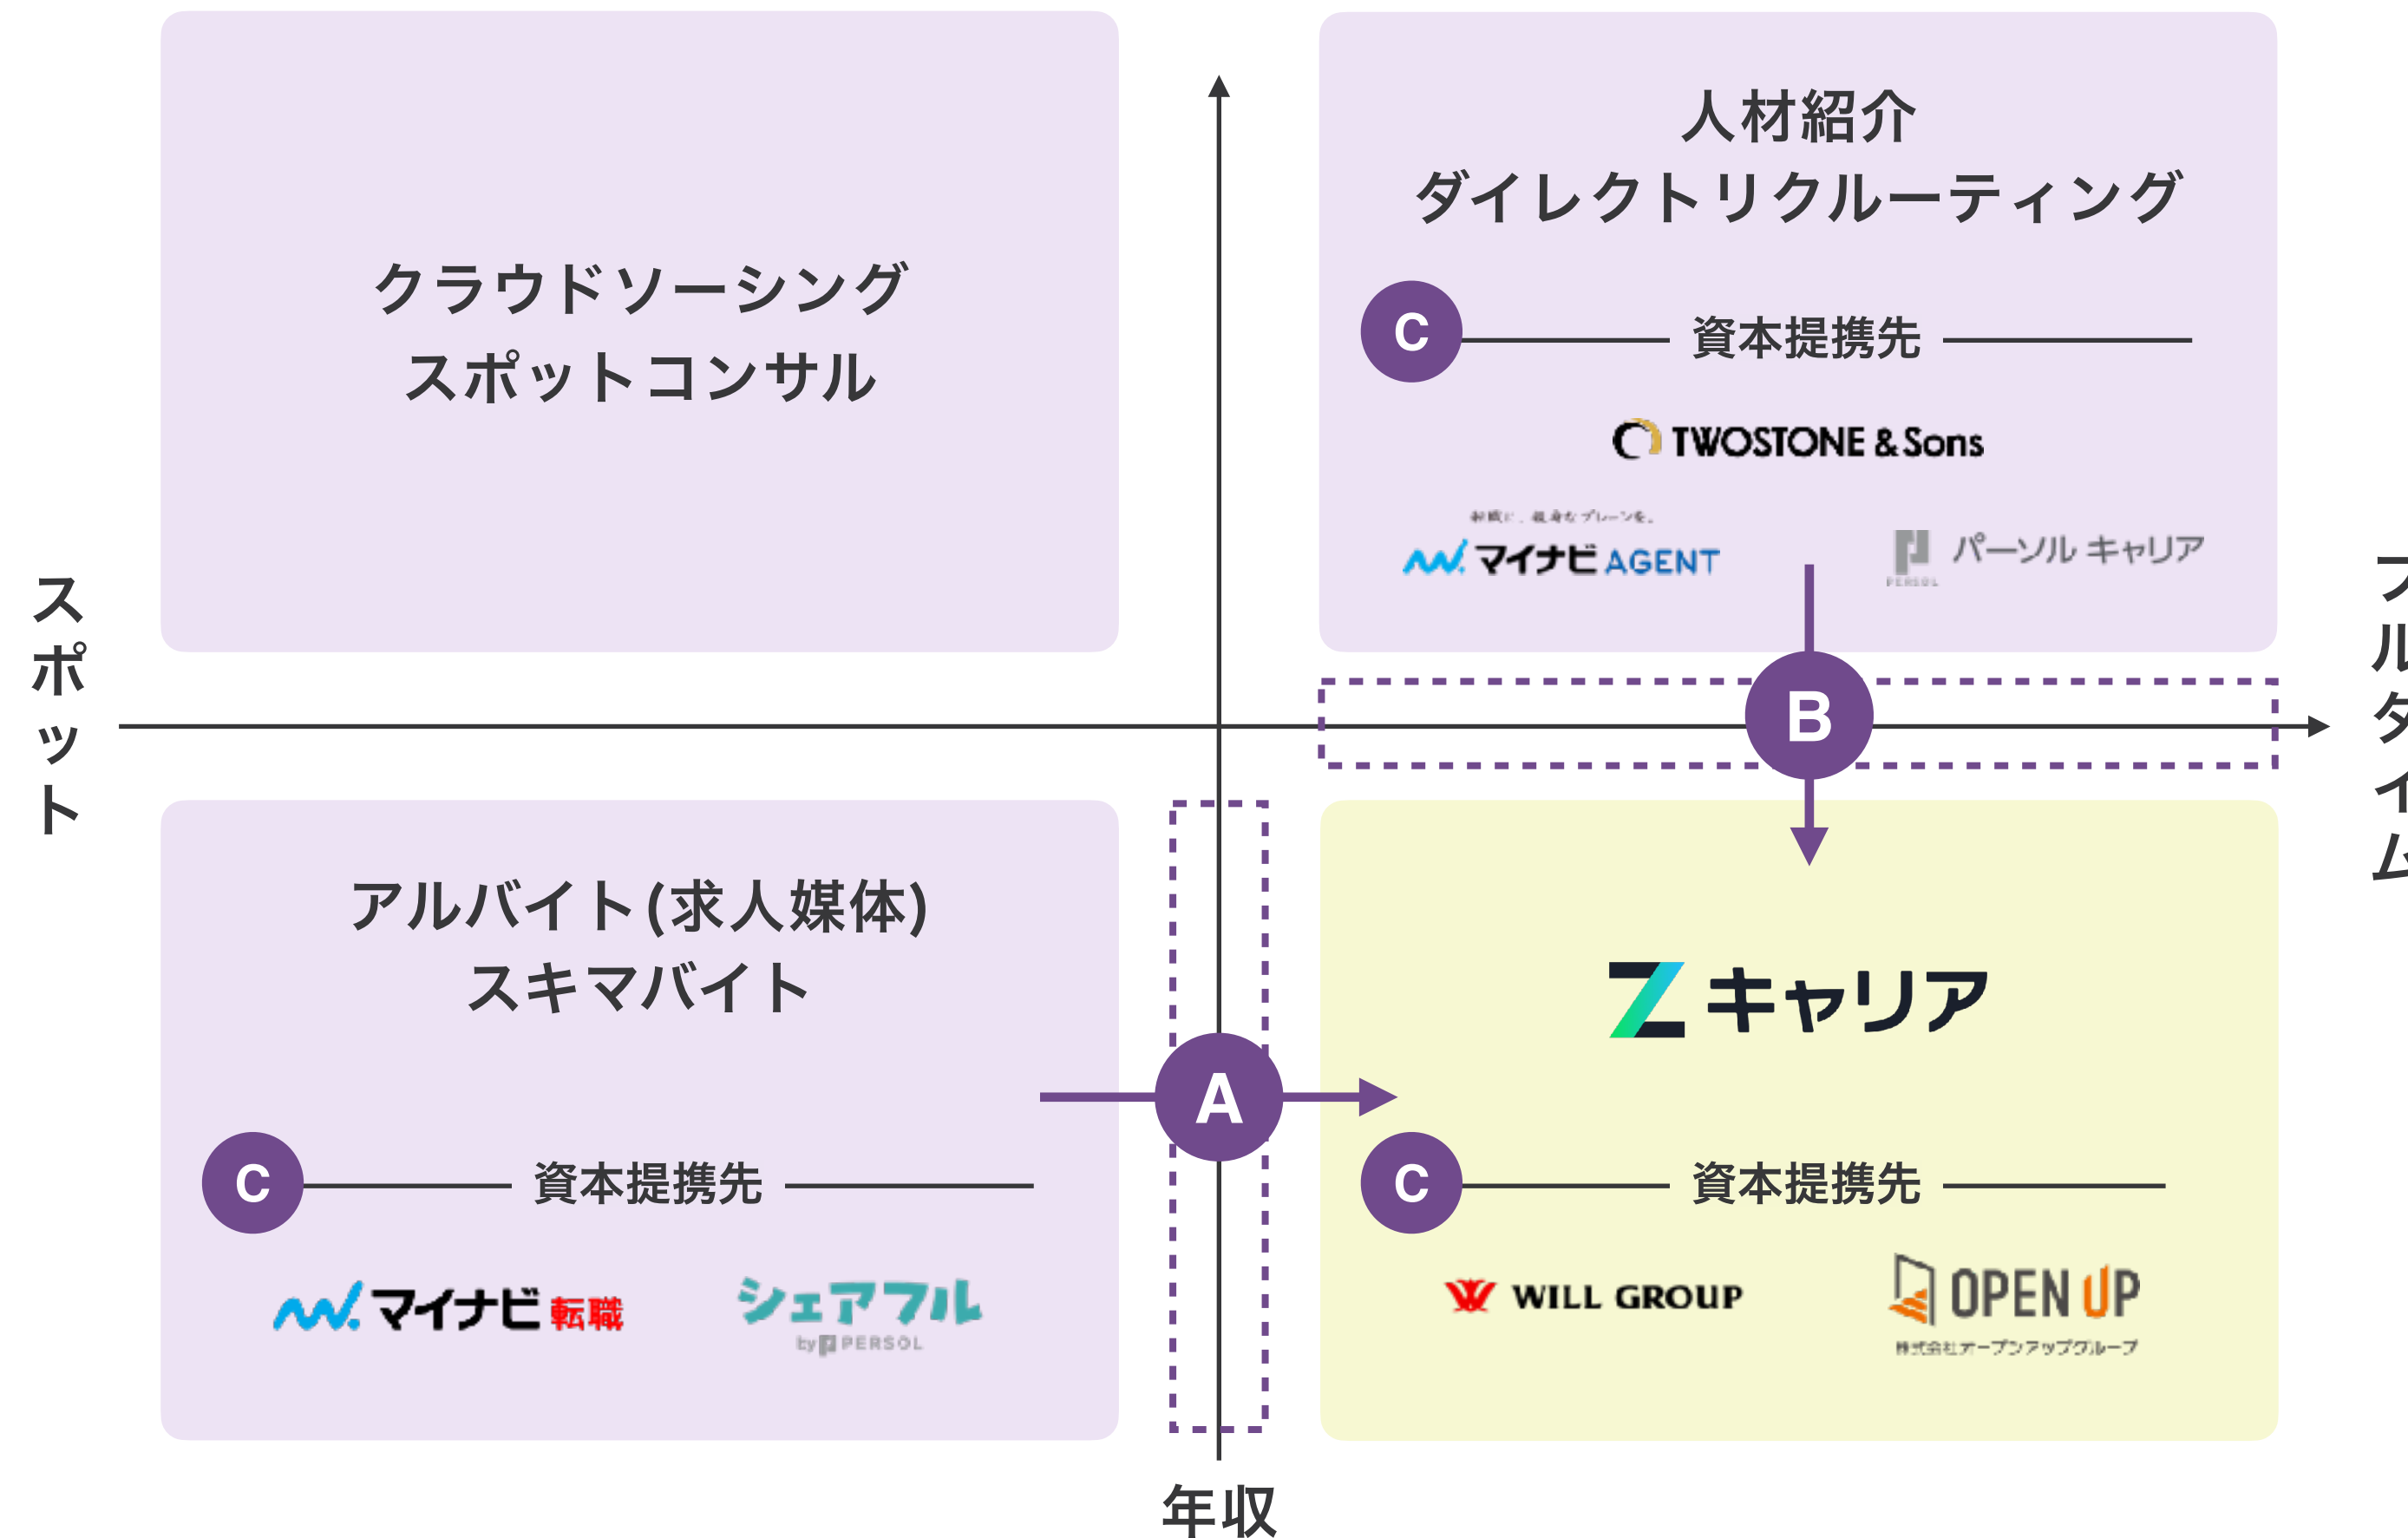 クラウドソーシング
スポットコンサル
人材紹介
ダイレクトリクルーティング
C
資本提携先
TWOSTONE & Sons
マイナビ AGENT
パーソル キャリア
PERSOL
スポット
フルタイム
B
アルバイト(求人媒体)
スキマバイト
A
Zキャリア
C
資本提携先
マイナビ 転職
シェアフル
by PERSOL
C
資本提携先
WILL GROUP
OPEN UP
株式会社オープンアップグループ
年収